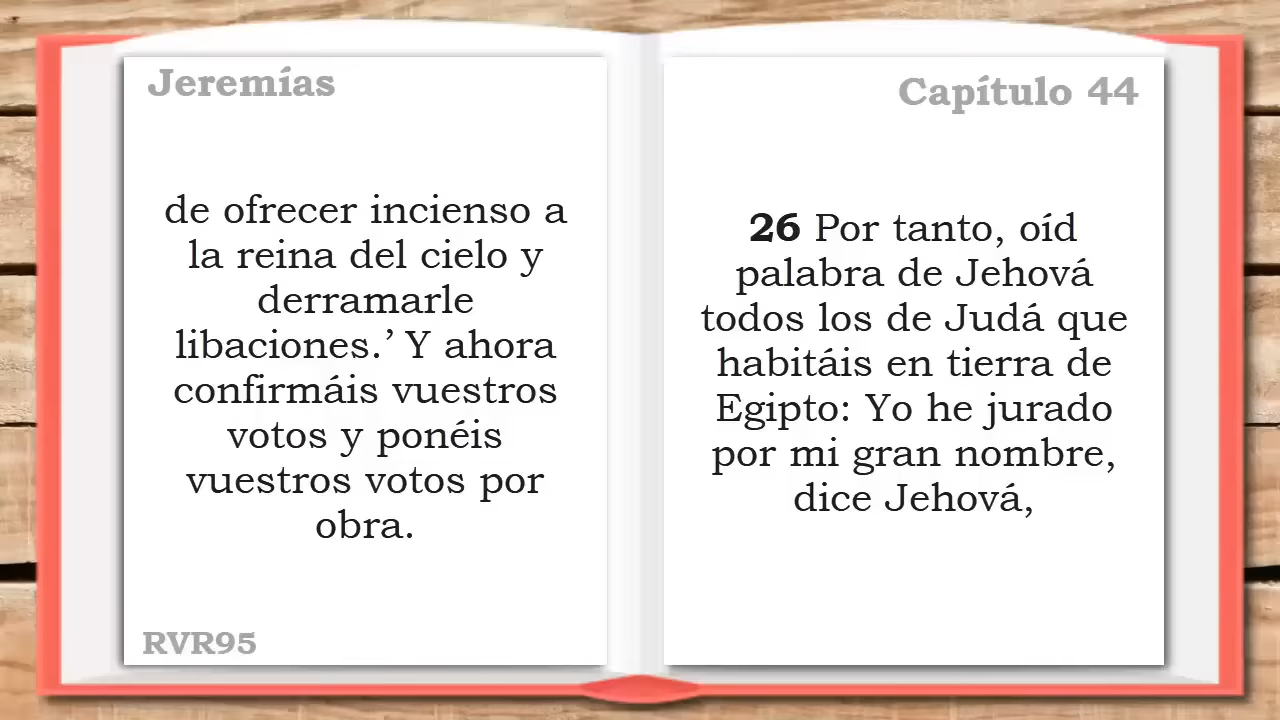 Jeremías
de ofrecer incienso a
la reina del cielo y
derramarle
libaciones.’ Y ahora
confirmáis vuestros
votos y ponéis
vuestros votos por
obra.
RVR95
Capítulo 44
26 Por tanto, oíd
palabra de Jehová
todos los de Judá que
habitáis en tierra de
Egipto: Yo he jurado
por mi gran nombre,
dice Jehová,